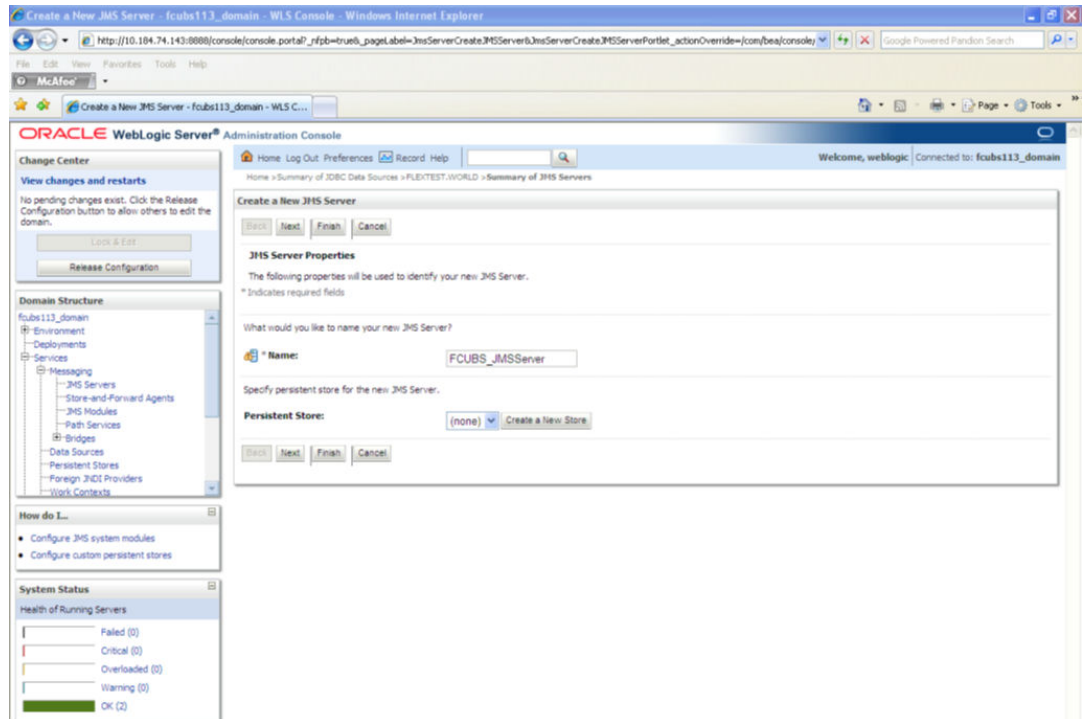 Create a New JMS Server - fcubs113_domain - WLS Console - Windows Internet Explorer
http://10.184.74.143:8888/console/console.portal?_nfpb=true&_pageLabel=JmsServerCreateJMSServer&JmsServerCreateJMSServerPortlet_actionOverride=/com/bea/console/
Google Powered Pandion Search
File Edit View Favorites Tools Help
McAfee
Create a New JMS Server - fcubs113_domain - WLS C...
Page Tools
ORACLE WebLogic Server® Administration Console
Change Center
View changes and restarts
No pending changes exist. Click the Release
Configuration button to allow others to edit the
domain.
Lock & Edit
Release Configuration
Domain Structure
fcubs113_domain
Environment
Deployments
Services
Messaging
JMS Servers
Store-and-Forward Agents
JMS Modules
Path Services
Bridges
Data Sources
Persistent Stores
Foreign JNDI Providers
Work Contexts
How do I...
Configure JMS system modules
Configure custom persistent stores
System Status
Health of Running Servers
Failed (0)
Critical (0)
Overloaded (0)
Warning (0)
OK (2)
Home Log Out Preferences Record Help
Welcome, weblogic Connected to: fcubs113_domain
Home >Summary of JDBC Data Sources >FLEXTEST.WORLD >Summary of JMS Servers
Create a New JMS Server
Back Next Finish Cancel
JMS Server Properties
The following properties will be used to identify your new JMS Server.
* Indicates required fields
What would you like to name your new JMS Server?
* Name: FCUBS_JMSServer
Specify persistent store for the new JMS Server.
Persistent Store: (none) Create a New Store
Back Next Finish Cancel